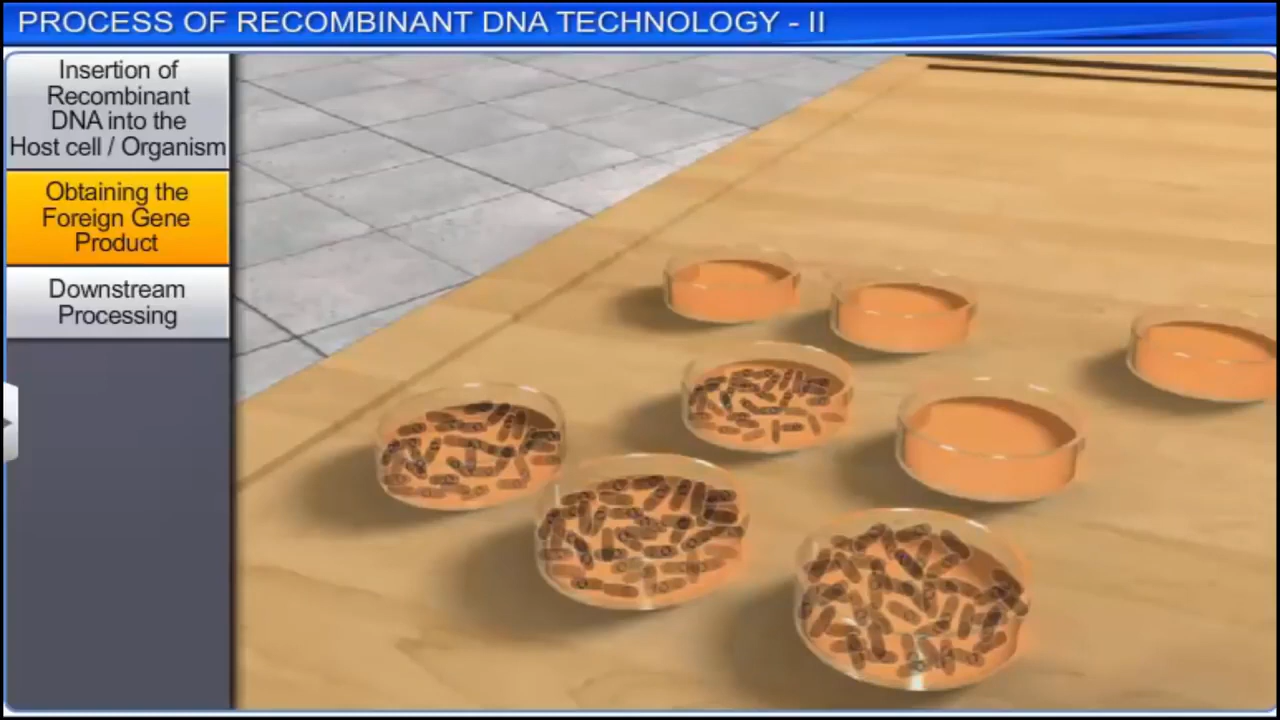 PROCESS OF RECOMBINANT DNA TECHNOLOGY - II
Insertion of
Recombinant
DNA into the
Host cell / Organism
Obtaining the
Foreign Gene
Product
Downstream
Processing